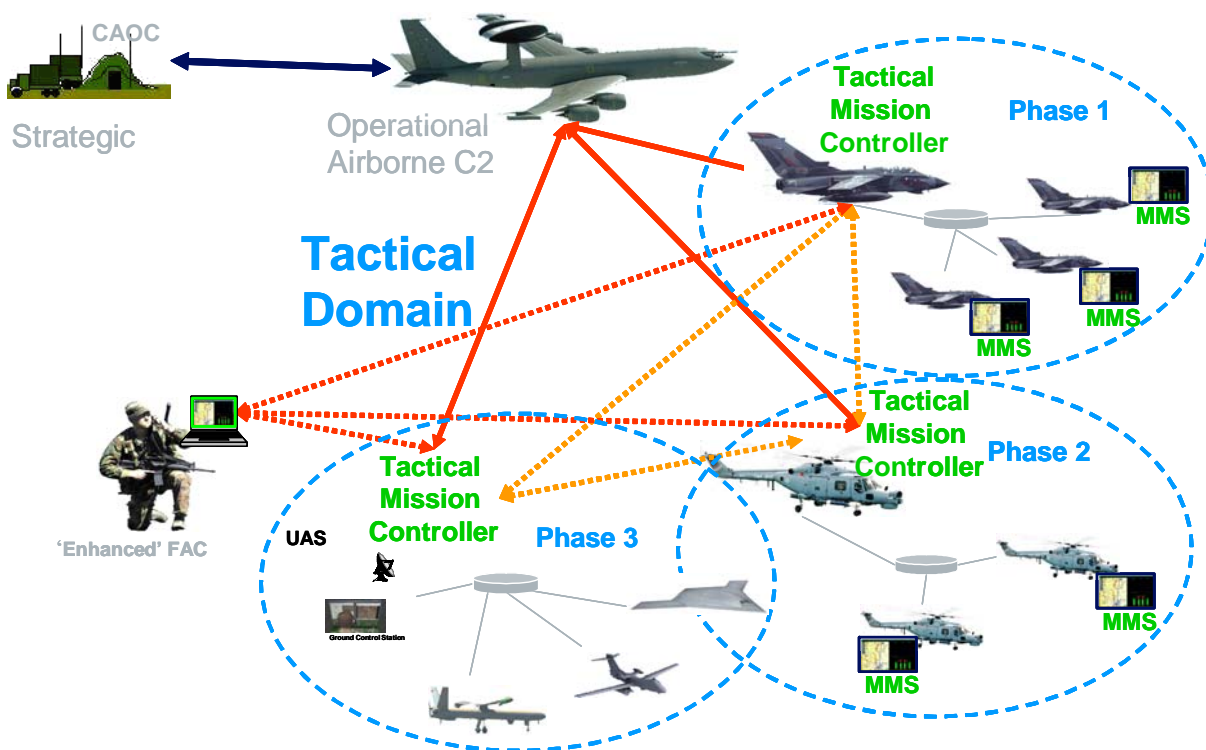 CAOC
Strategic
Operational
Airborne C2
Tactical
Mission
Controller
Phase 1
MMS
MMS
MMS
Tactical
Domain
Tactical
Mission
Controller
Phase 2
MMS
MMS
'Enhanced' FAC
Tactical
Mission
Controller
UAS
Phase 3
Ground Control Station